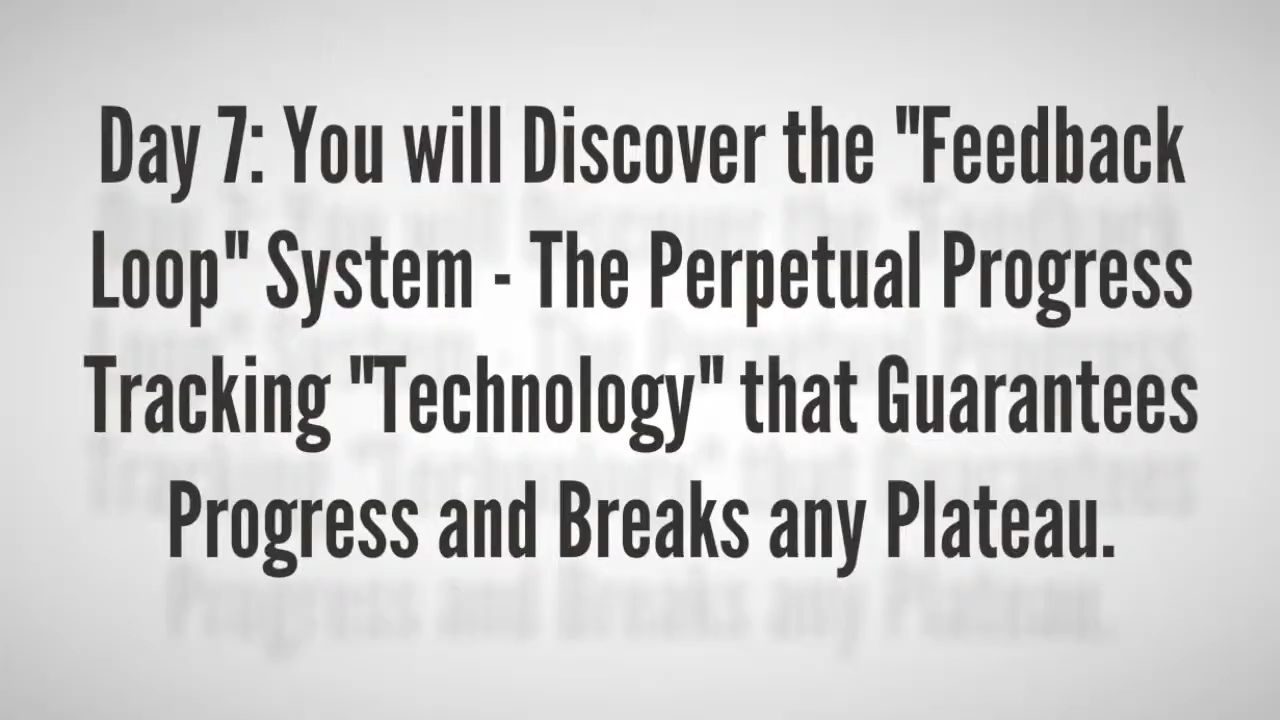 Day 7: You will Discover the "Feedback
Loop" System - The Perpetual Progress
Tracking "Technology" that Guarantees
Progress and Breaks any Plateau.